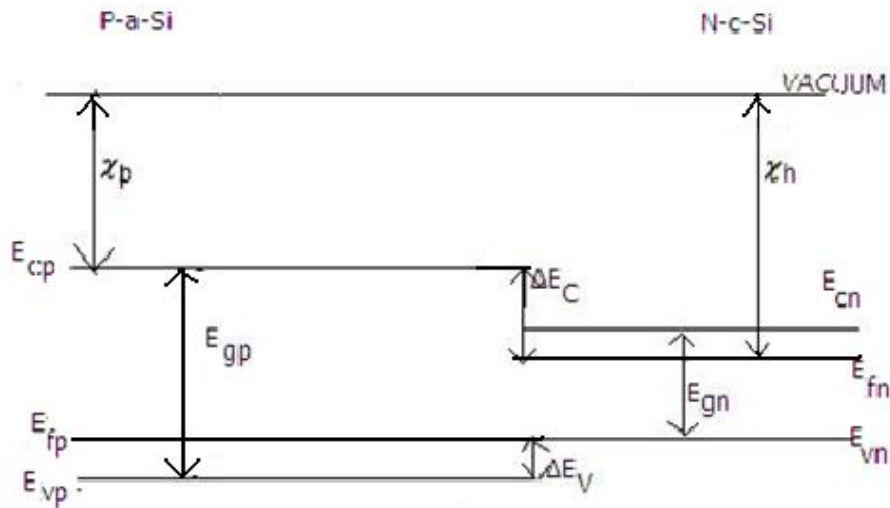 P-a-Si N-c-Si
VACUUM
χp χh
Ecp ΔEC Ecn
Egp
Egn Efn
Efp Evn
Evp ΔEV